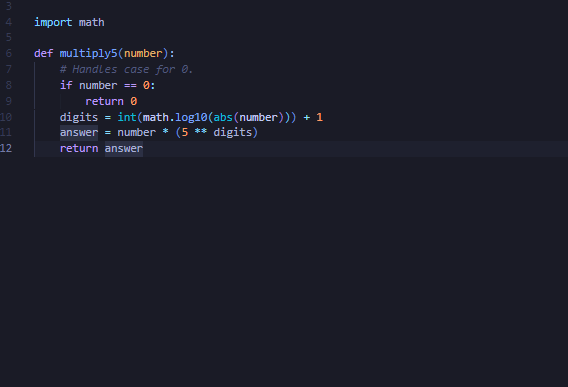 3
4 import math
5
6 def multiply5(number):
7 # Handles case for 0.
8 if number == 0:
9 return 0
10 digits = int(math.log10(abs(number))) + 1
11 answer = number * (5 ** digits)
12 return answer